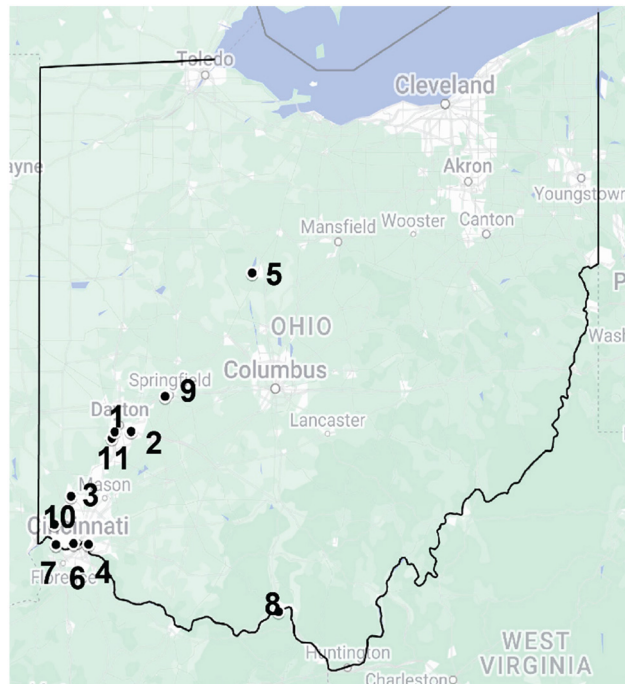 Toledo
Cleveland
ayne
Akron
Youngstown
Mansfield
Wooster
Canton
5
P
OHIO
Wash
Columbus
Springfield
9
Dayton
1
2
Lancaster
11
Mason
3
10
Cincinnati
7
6
4
Florence
8
WEST
VIRGINIA
Huntington
Charleston